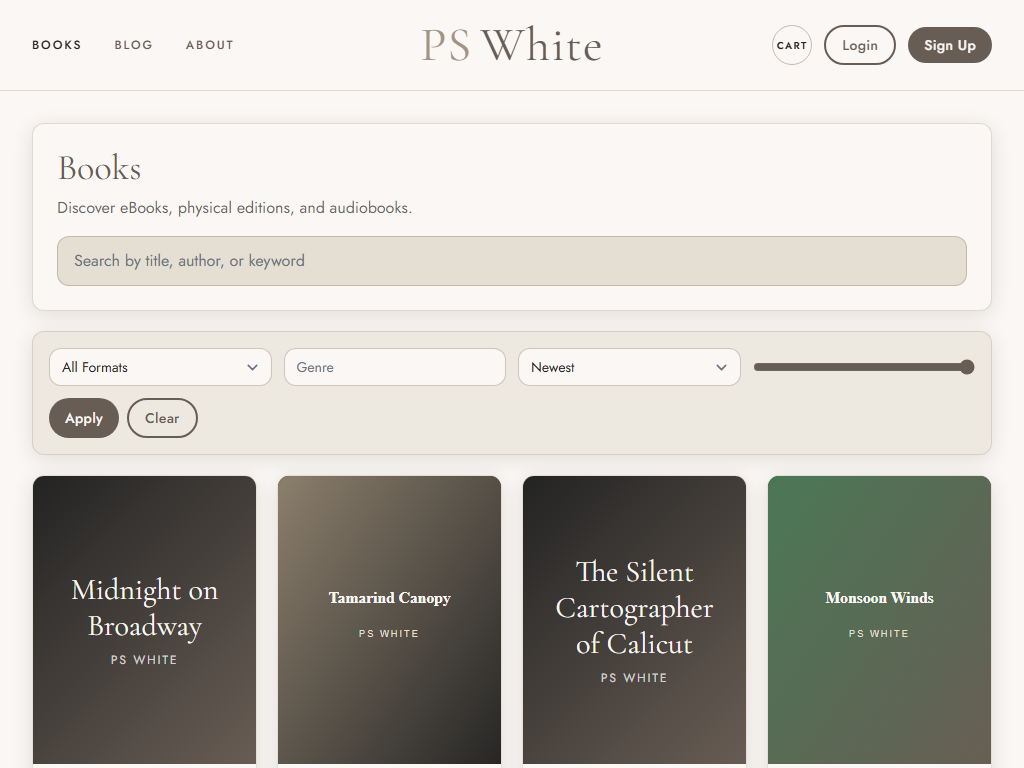 BOOKS
BLOG
ABOUT
PS White
CART
Login
Sign Up
Books
Discover eBooks, physical editions, and audiobooks.
Search by title, author, or keyword
All Formats
Genre
Newest
Apply
Clear
Midnight on
Broadway
PS WHITE
Tamarind Canopy
PS WHITE
The Silent
Cartographer
of Calicut
PS WHITE
Monsoon Winds
PS WHITE